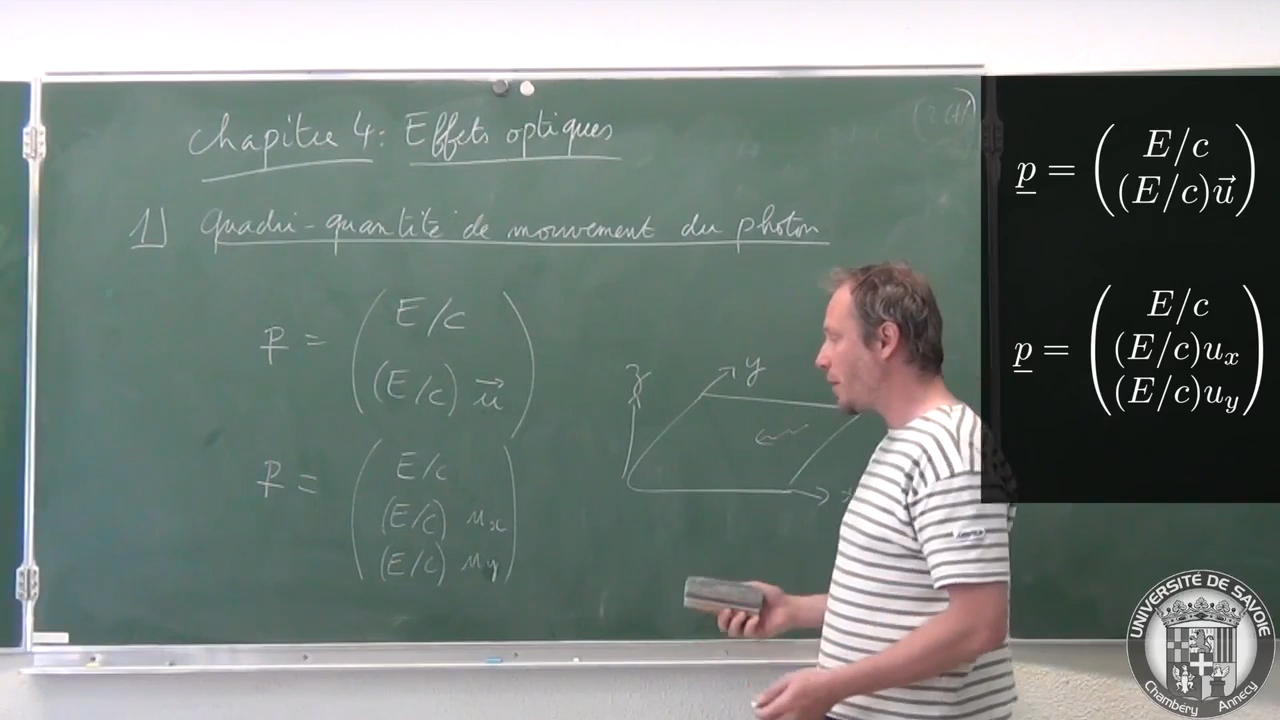 Chapitre 4: Effets optiques
1) Quadri-quantité de mouvement du photon
p = ( E/c
(E/c) u⃗ )
p = ( E/c
(E/c) ux
(E/c) uy )
z
y
x
p = ( E/c
(E/c)u⃗ )
p = ( E/c
(E/c)ux
(E/c)uy )
UNIVERSITÉ DE SAVOIE
Chambéry Annecy